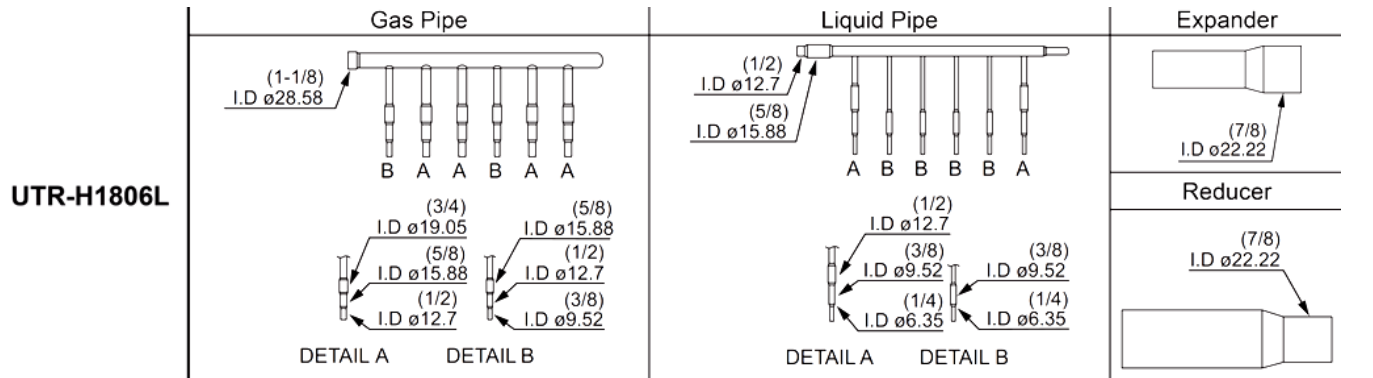 Gas Pipe
Liquid Pipe
Expander
UTR-H1806L
(1-1/8)
I.D ø28.58
B A A B A A
(3/4)
I.D ø19.05
(5/8)
I.D ø15.88
(1/2)
I.D ø12.7
DETAIL A
(5/8)
I.D ø15.88
(1/2)
I.D ø12.7
(3/8)
I.D ø9.52
DETAIL B
(1/2)
I.D ø12.7
(5/8)
I.D ø15.88
A B B B B A
(1/2)
I.D ø12.7
(3/8)
I.D ø9.52
(1/4)
I.D ø6.35
DETAIL A
(3/8)
I.D ø9.52
(1/4)
I.D ø6.35
DETAIL B
(7/8)
I.D ø22.22
Reducer
(7/8)
I.D ø22.22